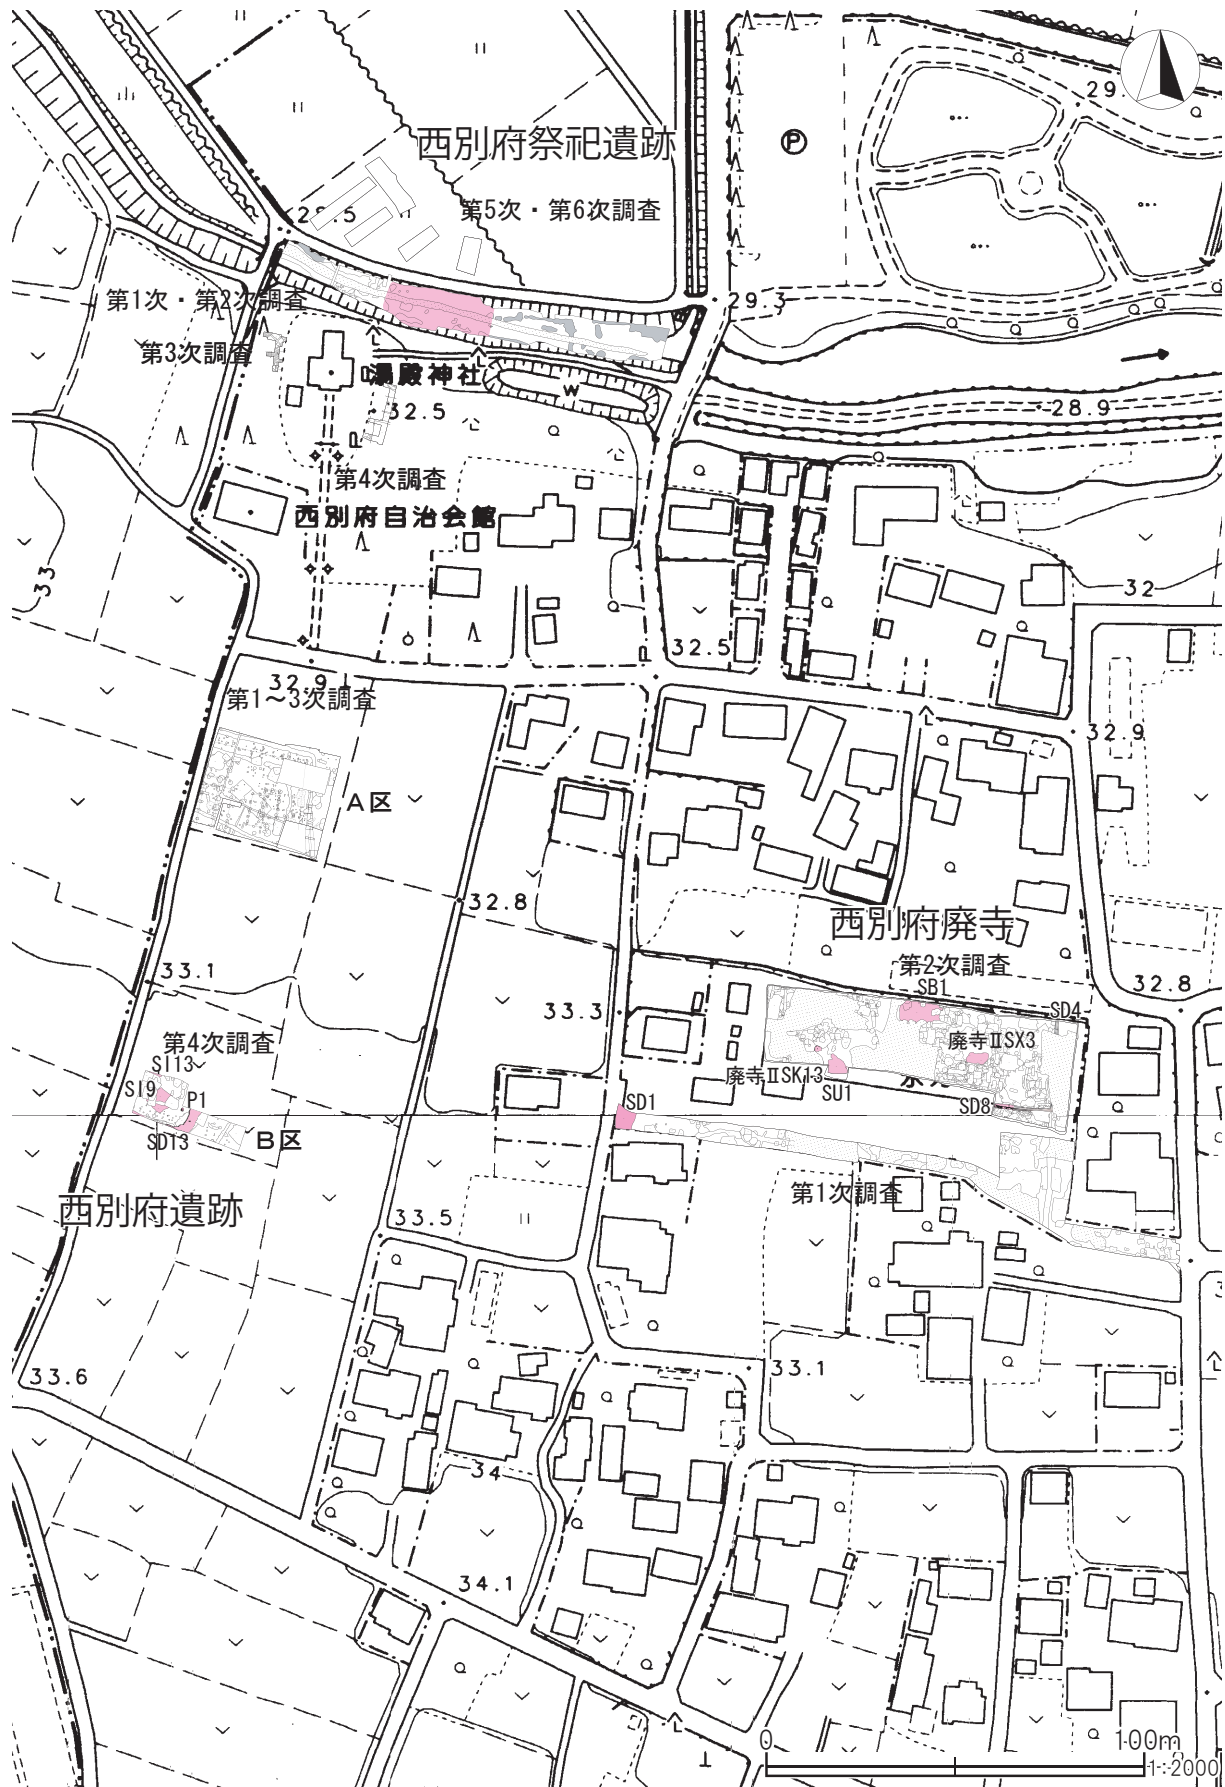 29.
西別府祭祀遺跡
P
29.5
第5次・第6次調査
第1次・第2次調査
29.3
第3次調査
湯殿神社
W
32.5
28.9
第4次調査
西別府自治会館
33
32
32.5
32.9
第1～3次調査
32.9
A区
32.8
西別府廃寺
第2次調査
33.1
32.8
SB1
33.3
SD4
第4次調査
廃寺ⅡSX3
SI13
廃寺ⅡSK13
SI9
P1
SU1
SD1
SD8
SD13
B区
第1次調査
西別府遺跡
33.5
33.1
33.6
34
34.1
0
100m
1:2000